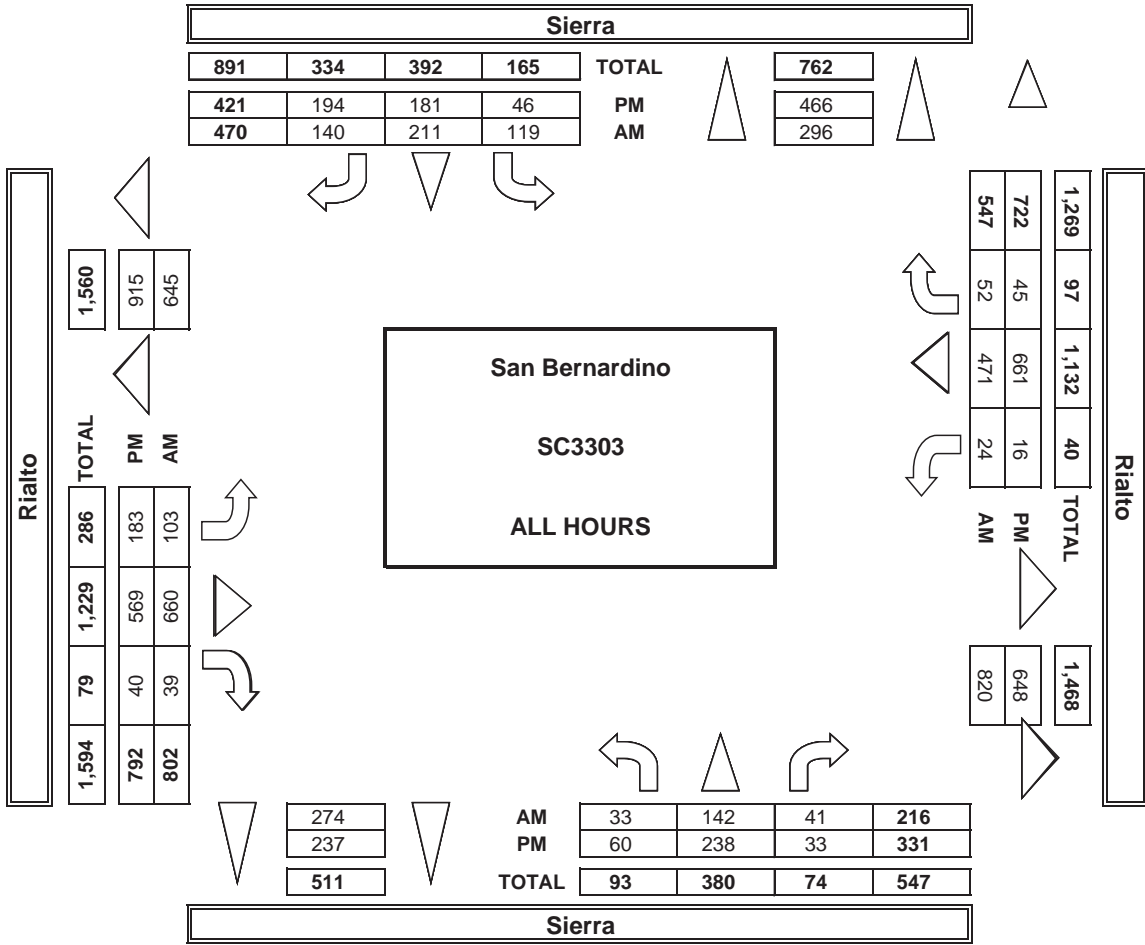 Sierra
891 334 392 165 TOTAL 762
421 194 181 46 PM 466
470 140 211 119 AM 296
Rialto
1,560
915
645
TOTAL
PM
AM
286 1,229 79 1,594
183 569 40 792
103 660 39 802
San Bernardino
SC3303
ALL HOURS
1,269 97 1,132 40 TOTAL
722 45 661 16 PM
547 52 471 24 AM
1,468
648
820
Rialto
274 AM 33 142 41 216
237 PM 60 238 33 331
511 TOTAL 93 380 74 547
Sierra